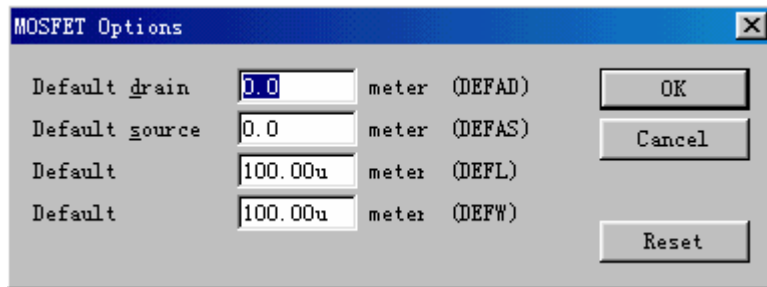 MOSFET Options
Default drain 0.0 meter (DEFAD)
Default source 0.0 meter (DEFAS)
Default 100.00u meter (DEFL)
Default 100.00u meter (DEFW)
OK
Cancel
Reset